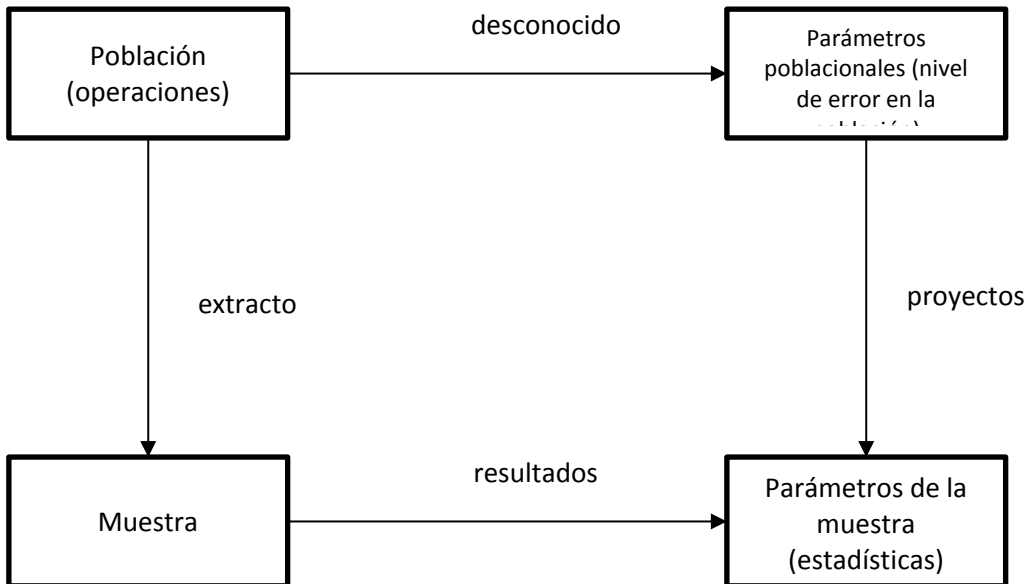 desconocido
Población
(operaciones)
Parámetros
poblacionales (nivel
de error en la
población)
extracto
proyectos
resultados
Muestra
Parámetros de la
muestra
(estadísticas)